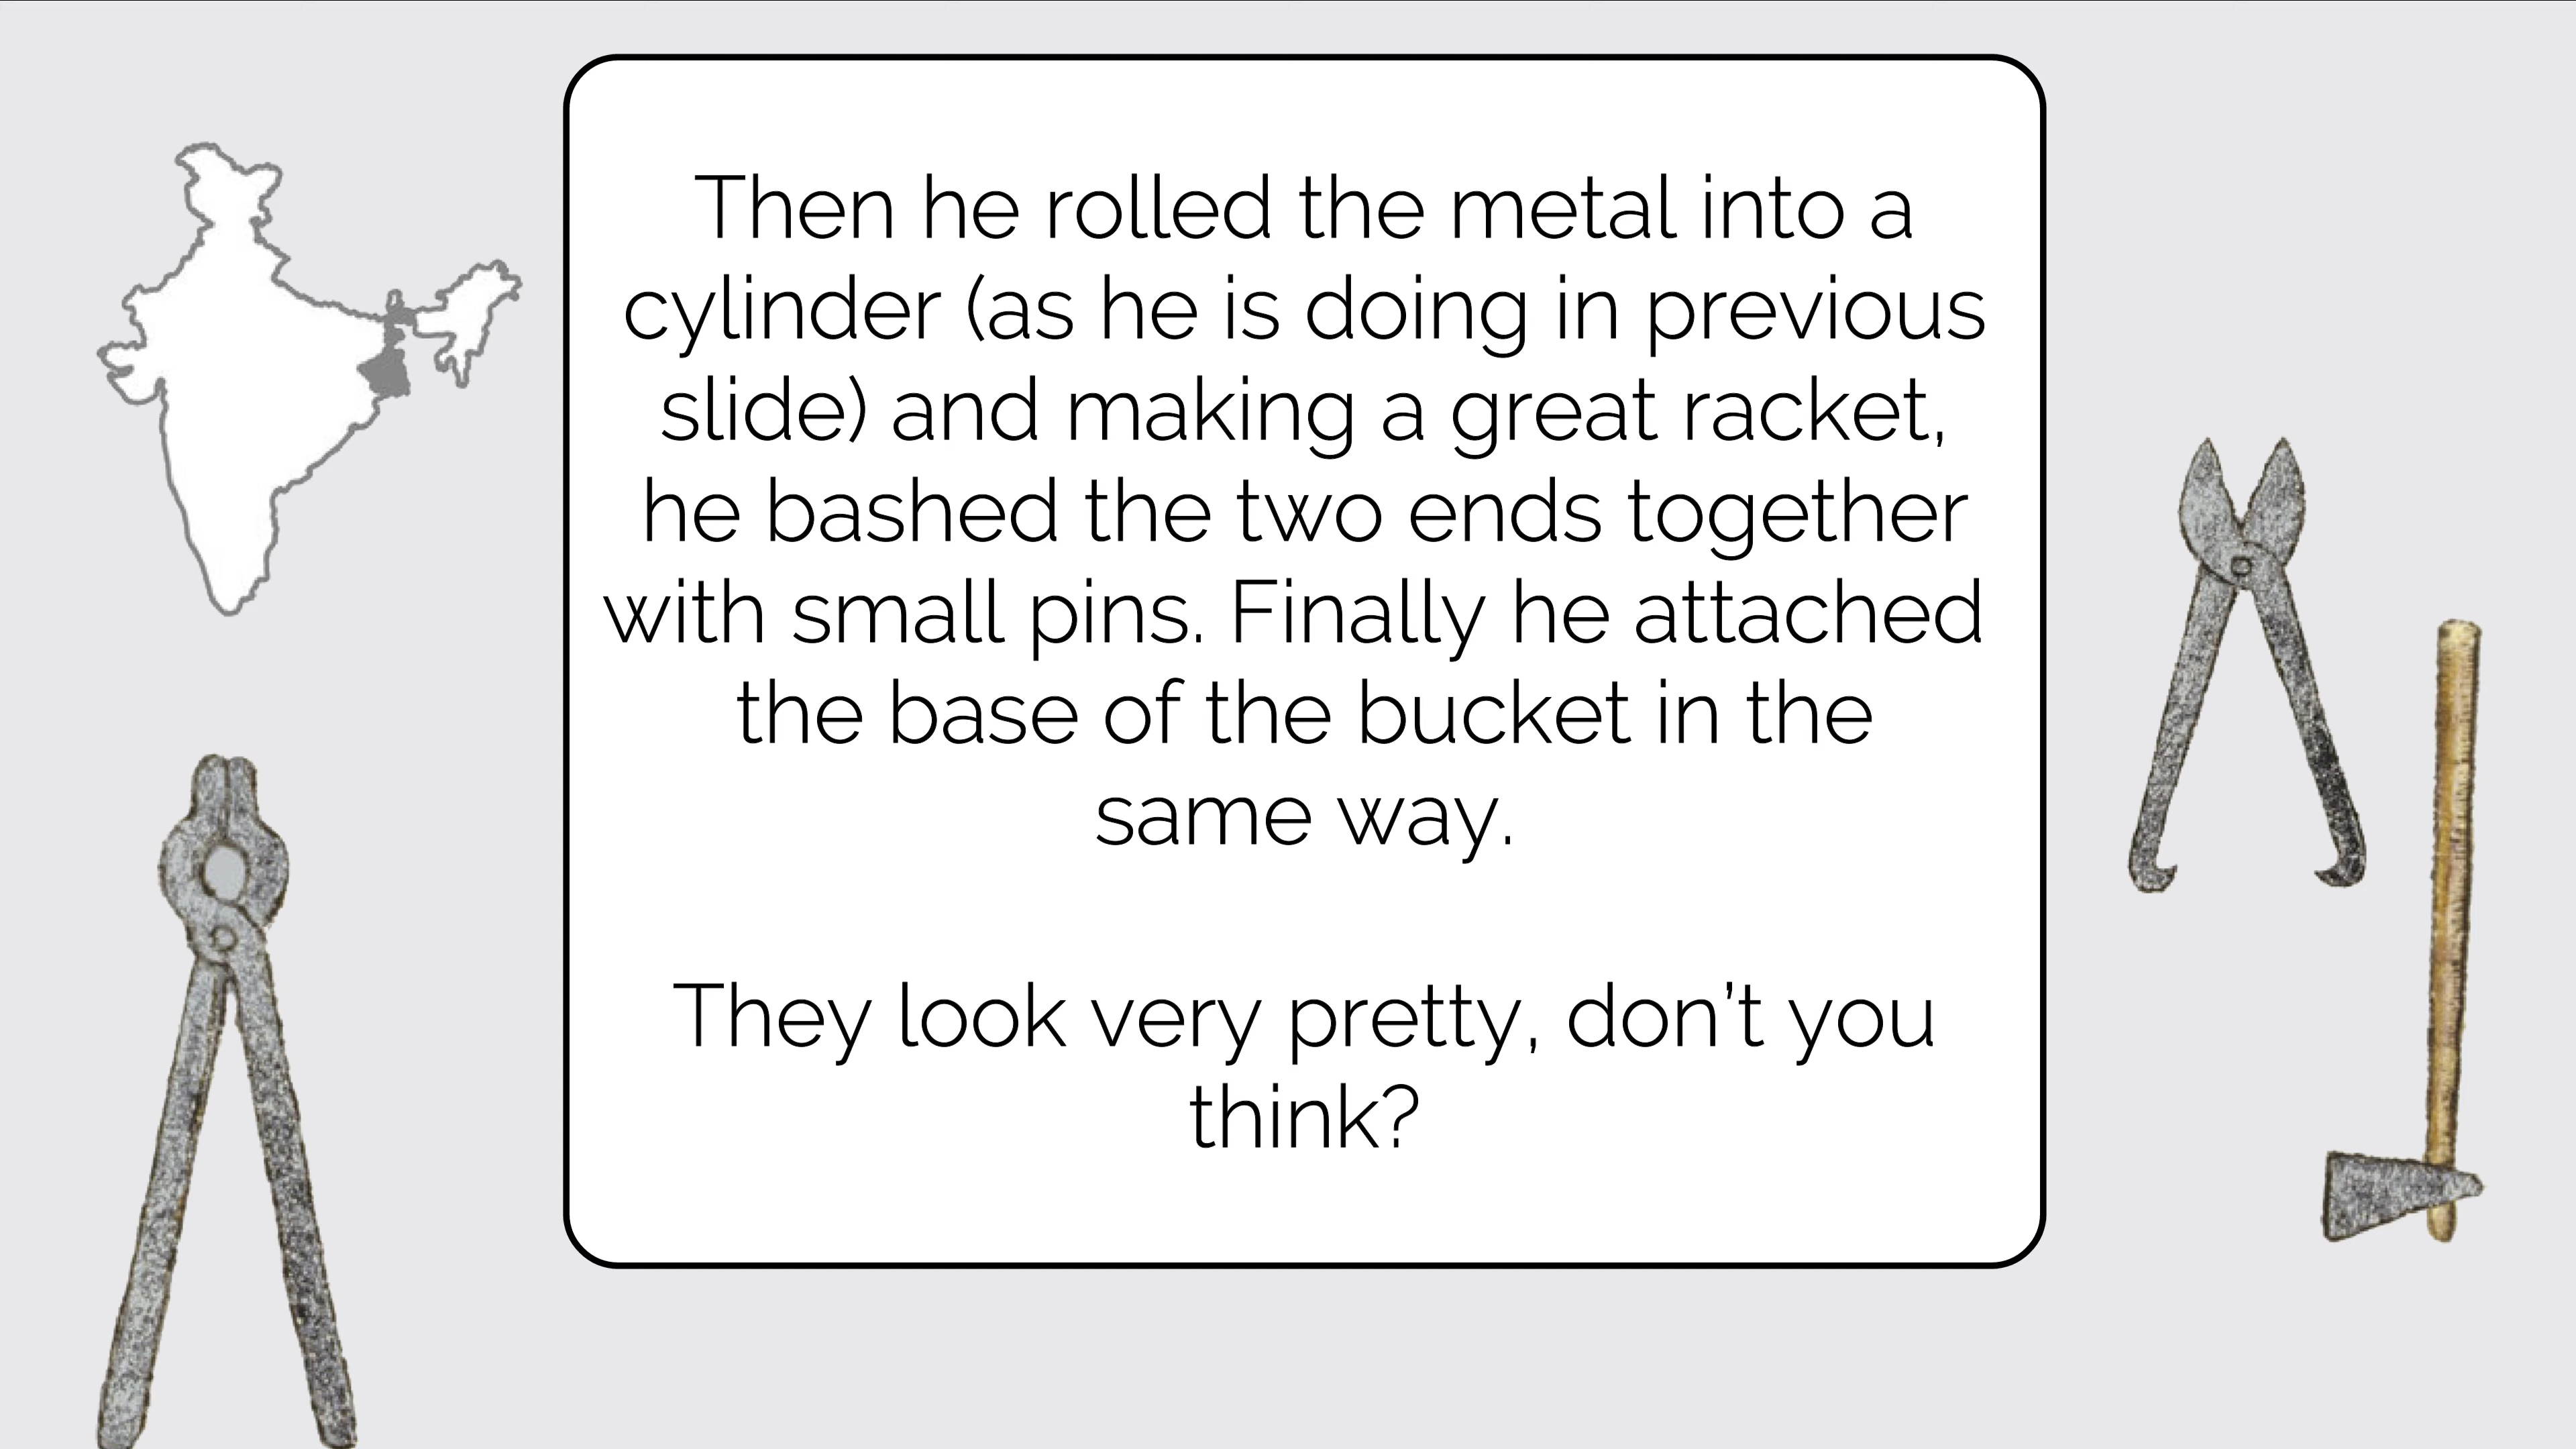 Then he rolled the metal into a
cylinder (as he is doing in previous
slide) and making a great racket,
he bashed the two ends together
with small pins. Finally he attached
the base of the bucket in the
same way.
They look very pretty, don’t you
think?